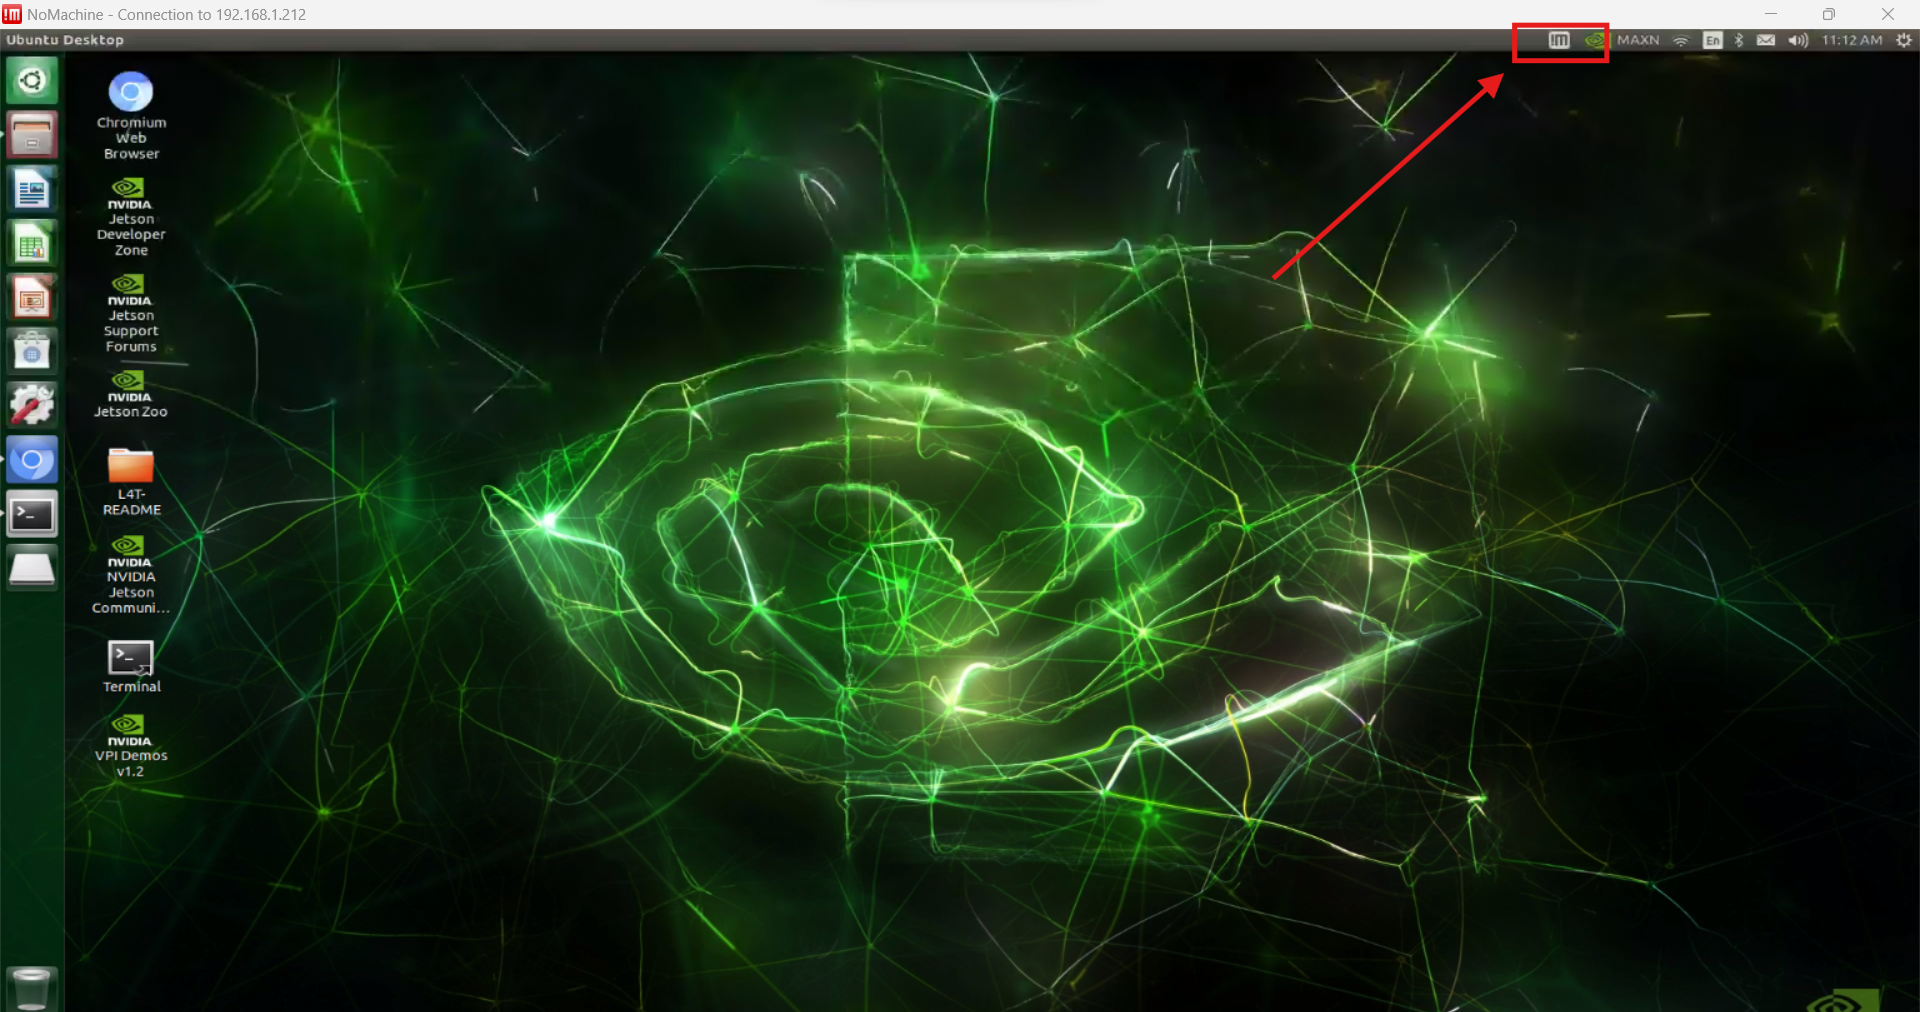 NoMachine - Connection to 192.168.1.212
Ubuntu Desktop
!m
MAXN
En
11:12 AM
Chromium
Web
Browser
NVIDIA.
Jetson
Developer
Zone
NVIDIA.
Jetson
Support
Forums
NVIDIA.
Jetson Zoo
L4T-
README
NVIDIA.
NVIDIA
Jetson
Communi...
>_
Terminal
NVIDIA.
VPI Demos
v1.2